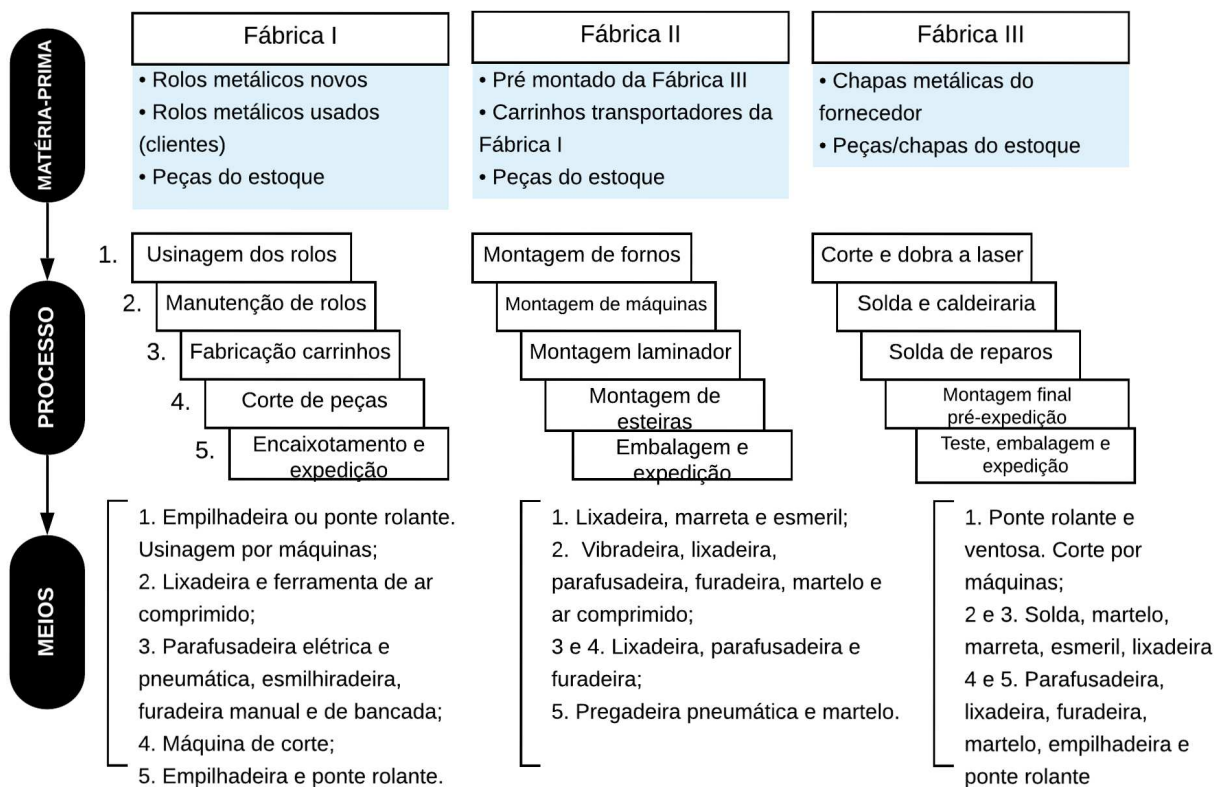 MATÉRIA-PRIMA
Fábrica I
• Rolos metálicos novos
• Rolos metálicos usados
(clientes)
• Peças do estoque
Fábrica II
• Pré montado da Fábrica III
• Carrinhos transportadores da
Fábrica I
• Peças do estoque
Fábrica III
• Chapas metálicas do
fornecedor
• Peças/chapas do estoque
PROCESSO
1. Usinagem dos rolos
2. Manutenção de rolos
3. Fabricação carrinhos
4. Corte de peças
5. Encaixotamento e
expedição
Montagem de fornos
Montagem de máquinas
Montagem laminador
Montagem de
esteiras
Embalagem e
expedição
Corte e dobra a laser
Solda e caldeiraria
Solda de reparos
Montagem final
pré-expedição
Teste, embalagem e
expedição
MEIOS
1. Empilhadeira ou ponte rolante.
Usinagem por máquinas;
2. Lixadeira e ferramenta de ar
comprimido;
3. Parafusadeira elétrica e
pneumática, esmilhiradeira,
furadeira manual e de bancada;
4. Máquina de corte;
5. Empilhadeira e ponte rolante.
1. Lixadeira, marreta e esmeril;
2. Vibradeira, lixadeira,
parafusadeira, furadeira, martelo e
ar comprimido;
3 e 4. Lixadeira, parafusadeira e
furadeira;
5. Pregadeira pneumática e martelo.
1. Ponte rolante e
ventosa. Corte por
máquinas;
2 e 3. Solda, martelo,
marreta, esmeril, lixadeira
4 e 5. Parafusadeira,
lixadeira, furadeira,
martelo, empilhadeira e
ponte rolante